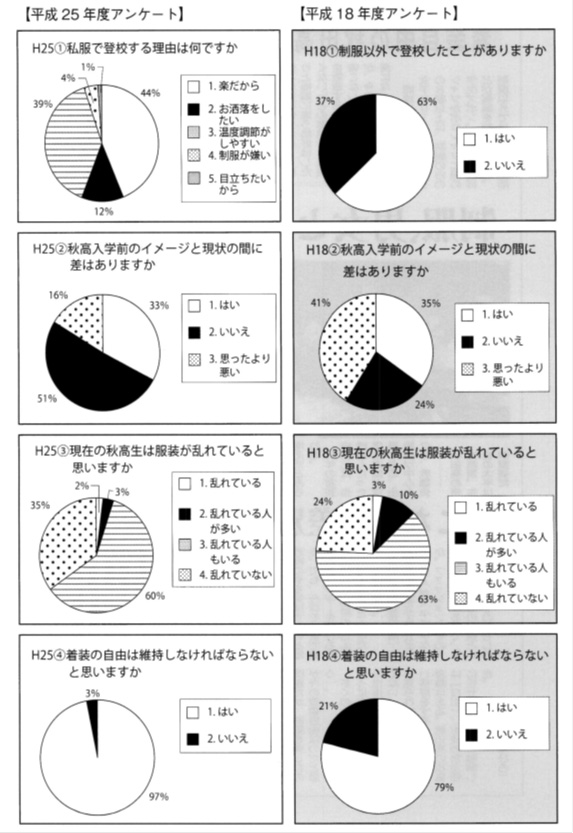 【平成 25 年度アンケート】
H25①私服で登校する理由は何ですか
1%
4%
44%
39%
12%
1. 楽だから
2. お洒落をし
たい
3. 温度調節が
しやすい
4. 制服が嫌い
5. 目立ちたい
から
H25②秋高入学前のイメージと現状の間に
差はありますか
16%
33%
51%
1. はい
2. いいえ
3. 思ったより
悪い
H25③現在の秋高生は服装が乱れていると
思いますか
2%
3%
35%
60%
1. 乱れている
2. 乱れている人
が多い
3. 乱れている人
もいる
4. 乱れていない
H25④着装の自由は維持しなければならない
と思いますか
3%
97%
1. はい
2. いいえ
【平成 18 年度アンケート】
H18①制服以外で登校したことがありますか
37%
63%
1. はい
2. いいえ
H18②秋高入学前のイメージと現状の間に
差はありますか
41%
35%
24%
1. はい
2. いいえ
3. 思ったより
悪い
H18③現在の秋高生は服装が乱れていると
思いますか
3%
24%
10%
63%
1. 乱れている
2. 乱れている人
が多い
3. 乱れている人
もいる
4. 乱れていない
H18④着装の自由は維持しなければならない
と思いますか
21%
79%
1. はい
2. いいえ